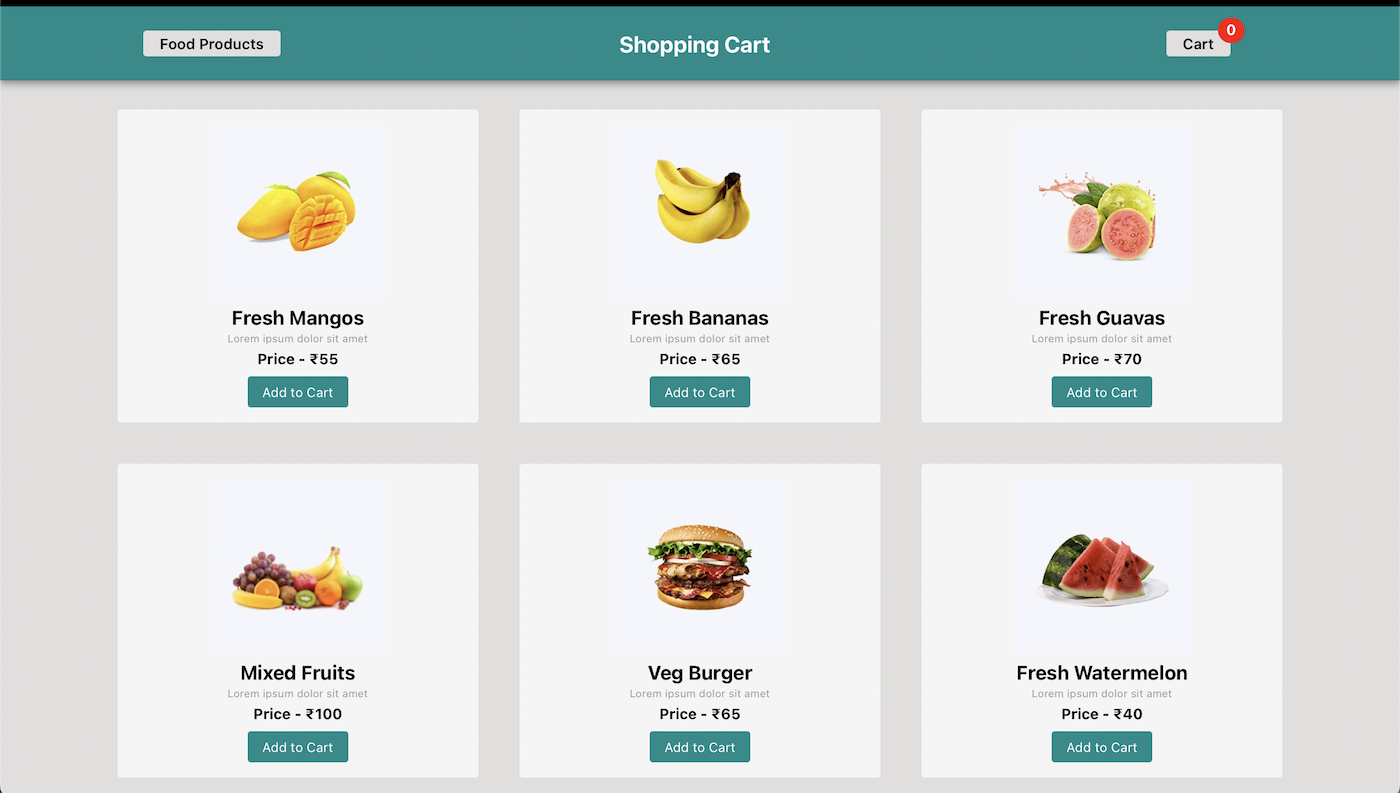 Food Products
Shopping Cart
Cart
0
Fresh Mangos
Lorem ipsum dolor sit amet
Price - ₹55
Add to Cart
Fresh Bananas
Lorem ipsum dolor sit amet
Price - ₹65
Add to Cart
Fresh Guavas
Lorem ipsum dolor sit amet
Price - ₹70
Add to Cart
Mixed Fruits
Lorem ipsum dolor sit amet
Price - ₹100
Add to Cart
Veg Burger
Lorem ipsum dolor sit amet
Price - ₹65
Add to Cart
Fresh Watermelon
Lorem ipsum dolor sit amet
Price - ₹40
Add to Cart